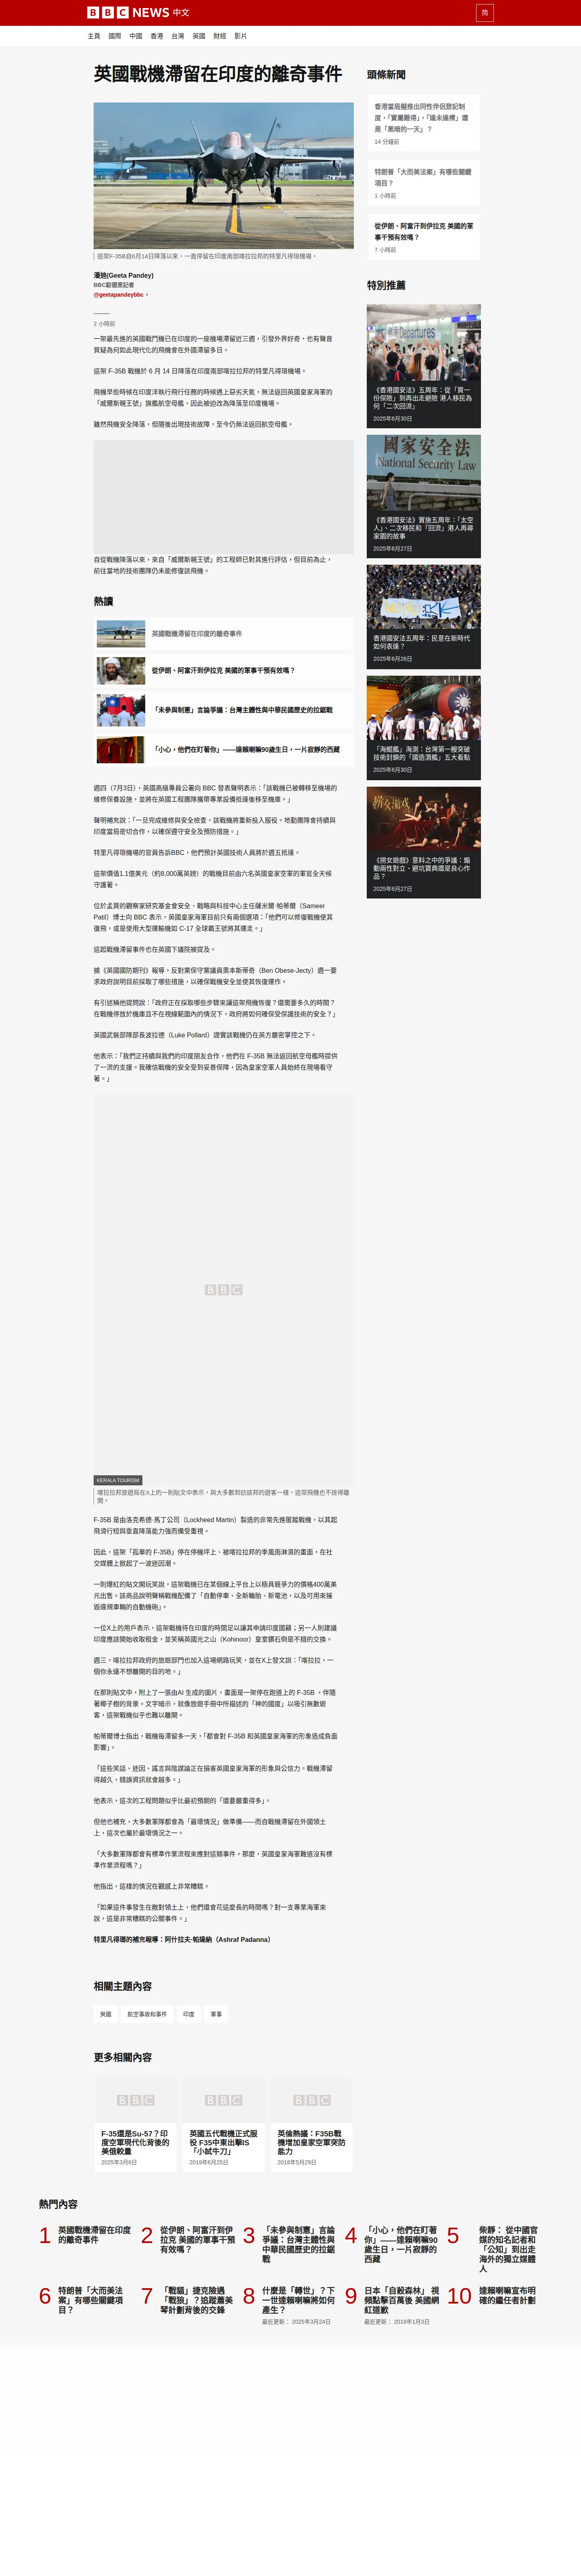 BBC NEWS 中文
简
主頁 國際 中國 香港 台灣 英國 財經 影片
英國戰機滯留在印度的離奇事件
這架F-35B自6月14日降落以來，一直停留在印度南部喀拉拉邦的特里凡得琅機場。
潘迪(Geeta Pandey)
BBC駐德里記者
@geetapandeybbc
2 小時前
一架最先進的英國戰鬥機已在印度的一座機場滯留近三週，引發外界好奇，也有聲音
質疑為何如此現代化的飛機會在外國滯留多日。
這架 F-35B 戰機於 6 月 14 日降落在印度南部喀拉拉邦的特里凡得琅機場。
飛機早些時候在印度洋執行飛行任務的時候遇上惡劣天氣，無法返回英國皇家海軍的
「威爾斯親王號」旗艦航空母艦，因此被迫改為降落至印度機場。
雖然飛機安全降落，但隨後出現技術故障，至今仍無法返回航空母艦。
自從戰機降落以來，來自「威爾斯親王號」的工程師已對其進行評估，但目前為止，
前往當地的技術團隊仍未能修復該飛機。
熱讀
英國戰機滯留在印度的離奇事件
從伊朗、阿富汗到伊拉克 美國的軍事干預有效嗎？
「未參與制憲」言論爭議：台灣主體性與中華民國歷史的拉鋸戰
「小心，他們在盯著你」——達賴喇嘛90歲生日，一片寂靜的西藏
週四（7月3日），英國高級專員公署向 BBC 發表聲明表示：「該戰機已被轉移至機場的
維修保養設施，並將在英國工程團隊攜帶專業設備抵達後移至機庫。」
聲明補充說：「一旦完成維修與安全檢查，該戰機將重新投入服役。地勤團隊會持續與
印度當局密切合作，以確保遵守安全及預防措施。」
特里凡得琅機場的官員告訴BBC，他們預計英國技術人員將於週五抵達。
這架價值1.1億美元（約8,000萬英鎊）的戰機目前由六名英國皇家空軍的軍官全天候
守護著。
位於孟買的觀察家研究基金會安全、戰略與科技中心主任薩米爾·帕蒂爾（Sameer
Patil）博士向 BBC 表示，英國皇家海軍目前只有兩個選項：「他們可以修復戰機使其
復飛，或是使用大型運輸機如 C-17 全球霸王號將其運走。」
這起戰機滯留事件也在英國下議院被提及。
據《英國國防期刊》報導，反對黨保守黨議員奧本斯蒂奇（Ben Obese-Jecty）週一要
求政府說明目前採取了哪些措施，以確保戰機安全並使其恢復運作。
有引述稱他提問說：「政府正在採取哪些步驟來讓這架飛機恢復？還需要多久的時間？
在戰機停放於機庫且不在視線範圍內的情況下，政府將如何確保受保護技術的安全？」
英國武裝部隊部長波拉德（Luke Pollard）證實該戰機仍在英方嚴密掌控之下。
他表示：「我們正持續與我們的印度朋友合作，他們在 F-35B 無法返回航空母艦時提供
了一流的支援。我確信戰機的安全受到妥善保障，因為皇家空軍人員始終在現場看守
著。」
BBC
KERALA TOURISM
喀拉拉邦旅遊局在X上的一則貼文中表示，與大多數到訪該邦的遊客一樣，這架飛機也不捨得離
開。
F-35B 是由洛克希德·馬丁公司（Lockheed Martin）製造的非常先進匿蹤戰機，以其起
飛滑行短與垂直降落能力強而備受重視。
因此，這架「孤單的 F-35B」停在停機坪上、被喀拉拉邦的季風雨淋濕的畫面，在社
交媒體上掀起了一波迷因潮。
一則爆紅的貼文開玩笑說，這架戰機已在某個線上平台上以極具競爭力的價格400萬美
元出售。該商品說明聲稱戰機配備了「自動停車、全新輪胎、新電池，以及可用來摧
毀違規車輛的自動機砲」。
一位X上的用戶表示，這架戰機待在印度的時間足以讓其申請印度國籍；另一人則建議
印度應該開始收取租金，並笑稱英國光之山（Kohinoor）皇室鑽石倒是不錯的交換。
週三，喀拉拉邦政府的旅遊部門也加入這場網路玩笑，並在X上發文說：「喀拉拉，一
個你永遠不想離開的目的地。」
在那則貼文中，附上了一張由AI 生成的圖片，畫面是一架停在跑道上的 F-35B ，伴隨
著椰子樹的背景。文字暗示，就像旅遊手冊中所描述的「神的國度」以吸引無數遊
客，這架戰機似乎也難以離開。
帕蒂爾博士指出，戰機每滯留多一天，「都會對 F-35B 和英國皇家海軍的形象造成負面
影響」。
「這些笑話、迷因、謠言與陰謀論正在損害英國皇家海軍的形象與公信力。戰機滯留
得越久，錯誤資訊就會越多。」
他表示，這次的工程問題似乎比最初預期的「還要嚴重得多」。
但他也補充，大多數軍隊都會為「最壞情況」做準備——而自戰機滯留在外國領土
上，這次也屬於最壞情況之一。
「大多數軍隊都會有標準作業流程來應對這類事件。那麼，英國皇家海軍難道沒有標
準作業流程嗎？」
他指出，這樣的情況在觀感上非常糟糕。
「如果這件事發生在敵對領土上，他們還會花這麼長的時間嗎？對一支專業海軍來
說，這是非常糟糕的公關事件。」
特里凡得瑯的補充報導：阿什拉夫·帕達納（Ashraf Padanna）
相關主題內容
英國 航空事故和事件 印度 軍事
更多相關內容
BBC BBC BBC
F-35還是Su-57？印
度空軍現代化背後的
美俄較量
2025年3月6日
英國五代戰機正式服
役 F35中東出擊IS
「小試牛刀」
2019年6月25日
英倫熱議：F35B戰
機增加皇家空軍突防
能力
2018年5月29日
頭條新聞
香港當局擬推出同性伴侶登記制
度，「實屬難得」，「遠未達標」還
是「黑暗的一天」？
14 分鐘前
特朗普「大而美法案」有哪些關鍵
項目？
1 小時前
從伊朗、阿富汗到伊拉克 美國的軍
事干預有效嗎？
7 小時前
特別推薦
Departures
《香港國安法》五周年：從「買一
份保險」到再出走避險 港人移民為
何「二次回流」
2025年6月30日
國家安全法
National Security Law
《香港國安法》實施五周年：「太空
人」、二次移民和「回流」港人再尋
家園的故事
2025年6月27日
香港國安法五周年：民意在新時代
如何表達？
2025年6月26日
「海鯤艦」海測：台灣第一艘突破
技術封鎖的「國造潛艦」五大看點
2025年6月30日
撈女游戏
《撈女遊戲》意料之中的爭議：煽
動兩性對立、避坑寶典還是良心作
品？
2025年6月27日
熱門內容
1 英國戰機滯留在印度
的離奇事件
2 從伊朗、阿富汗到伊
拉克 美國的軍事干預
有效嗎？
3 「未參與制憲」言論
爭議：台灣主體性與
中華民國歷史的拉鋸
戰
4 「小心，他們在盯著
你」——達賴喇嘛90
歲生日，一片寂靜的
西藏
5 柴靜： 從中國官
媒的知名記者和
「公知」到出走
海外的獨立媒體
人
6 特朗普「大而美法
案」有哪些關鍵項
目？
7 「戰貓」捷克險遇
「戰狼」？追蹤蕭美
琴計劃背後的交鋒
8 什麼是「轉世」？下
一世達賴喇嘛將如何
產生？
最近更新： 2025年3月24日
9 日本「自殺森林」 視
頻點擊百萬後 美國網
紅道歉
最近更新： 2018年1月3日
10 達賴喇嘛宣布明
確的繼任者計劃